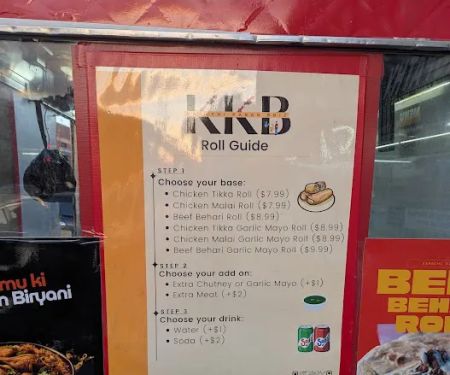 KKB
Roll Guide
STEP 1
Choose your base:
• Chicken Tikka Roll ($7.99)
• Chicken Malai Roll ($7.99)
• Beef Behari Roll ($8.99)
• Chicken Tikka Garlic Mayo Roll ($8.99)
• Chicken Malai Garlic Mayo Roll ($8.99)
• Beef Behari Garlic Mayo Roll ($9.99)
STEP 2
Choose your add on:
• Extra Chutney or Garlic Mayo (+$1)
• Extra Meat (+$2)
STEP 3
Choose your drink:
• Water (+$1)
• Soda (+$2)
mu ki
n Biryani
BEH
ROL